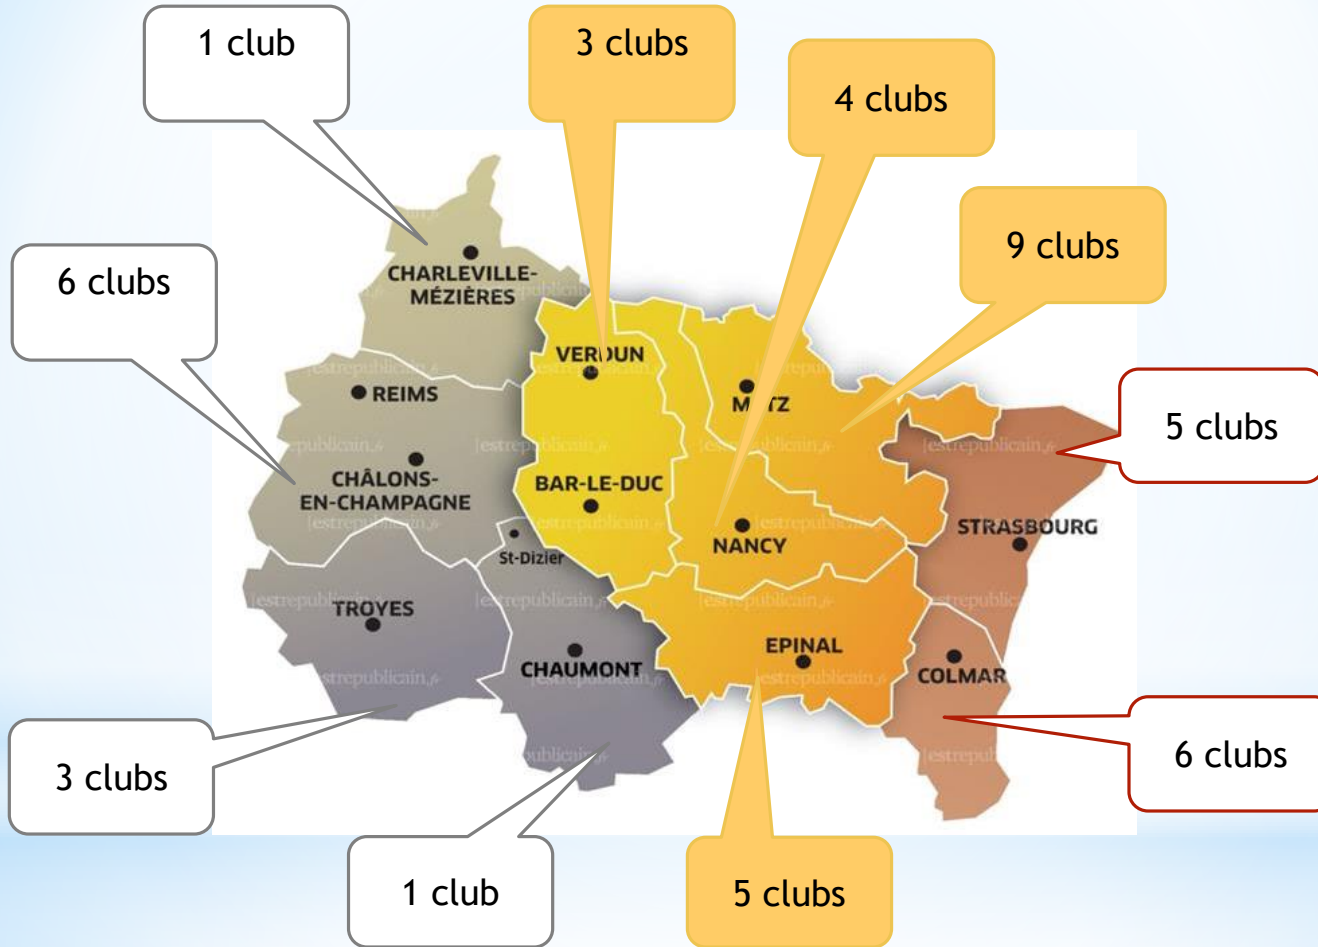 1 club
3 clubs
4 clubs
9 clubs
6 clubs
5 clubs
CHARLEVILLE-
MÉZIÈRES
VERDUN
REIMS
METZ
CHÂLONS-
EN-CHAMPAGNE
BAR-LE-DUC
NANCY
STRASBOURG
St-Dizier
TROYES
CHAUMONT
EPINAL
COLMAR
3 clubs
1 club
5 clubs
6 clubs
lestrepublicain.fr